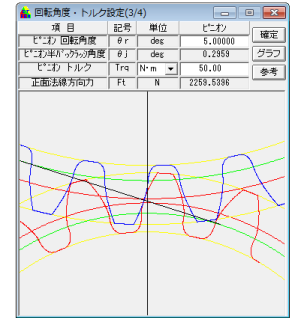 回転角度・トルク設定(3/4)
項 目 記号 単位 ﾋﾟﾆｵﾝ 確定
ﾋﾟﾆｵﾝ 回転角度 θr deg 5.00000
ﾋﾟﾆｵﾝ半ﾊﾞｯｸﾗｯｼ角度 θj deg 0.2959 グラフ
ﾋﾟﾆｵﾝ トルク Trq N･m 50.00 参考
正面法線方向力 Ft N 2259.5396